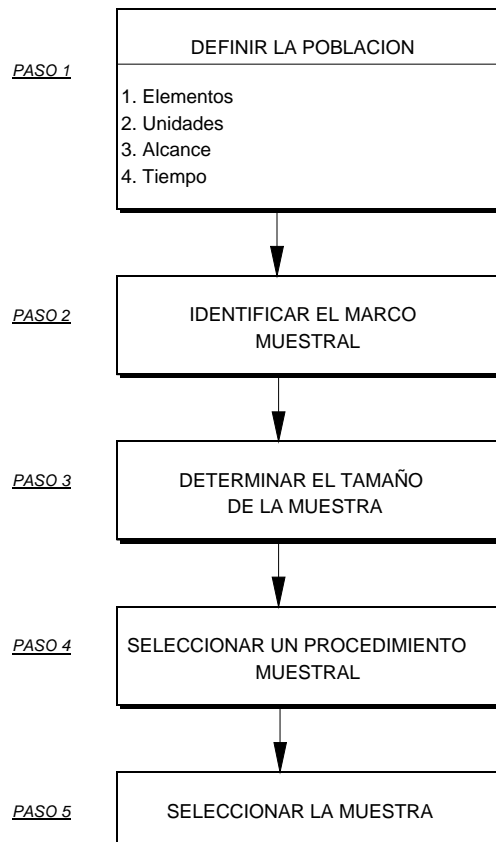 PASO 1
DEFINIR LA POBLACION
1. Elementos
2. Unidades
3. Alcance
4. Tiempo
PASO 2
IDENTIFICAR EL MARCO
MUESTRAL
PASO 3
DETERMINAR EL TAMAÑO
DE LA MUESTRA
PASO 4
SELECCIONAR UN PROCEDIMIENTO
MUESTRAL
PASO 5
SELECCIONAR LA MUESTRA